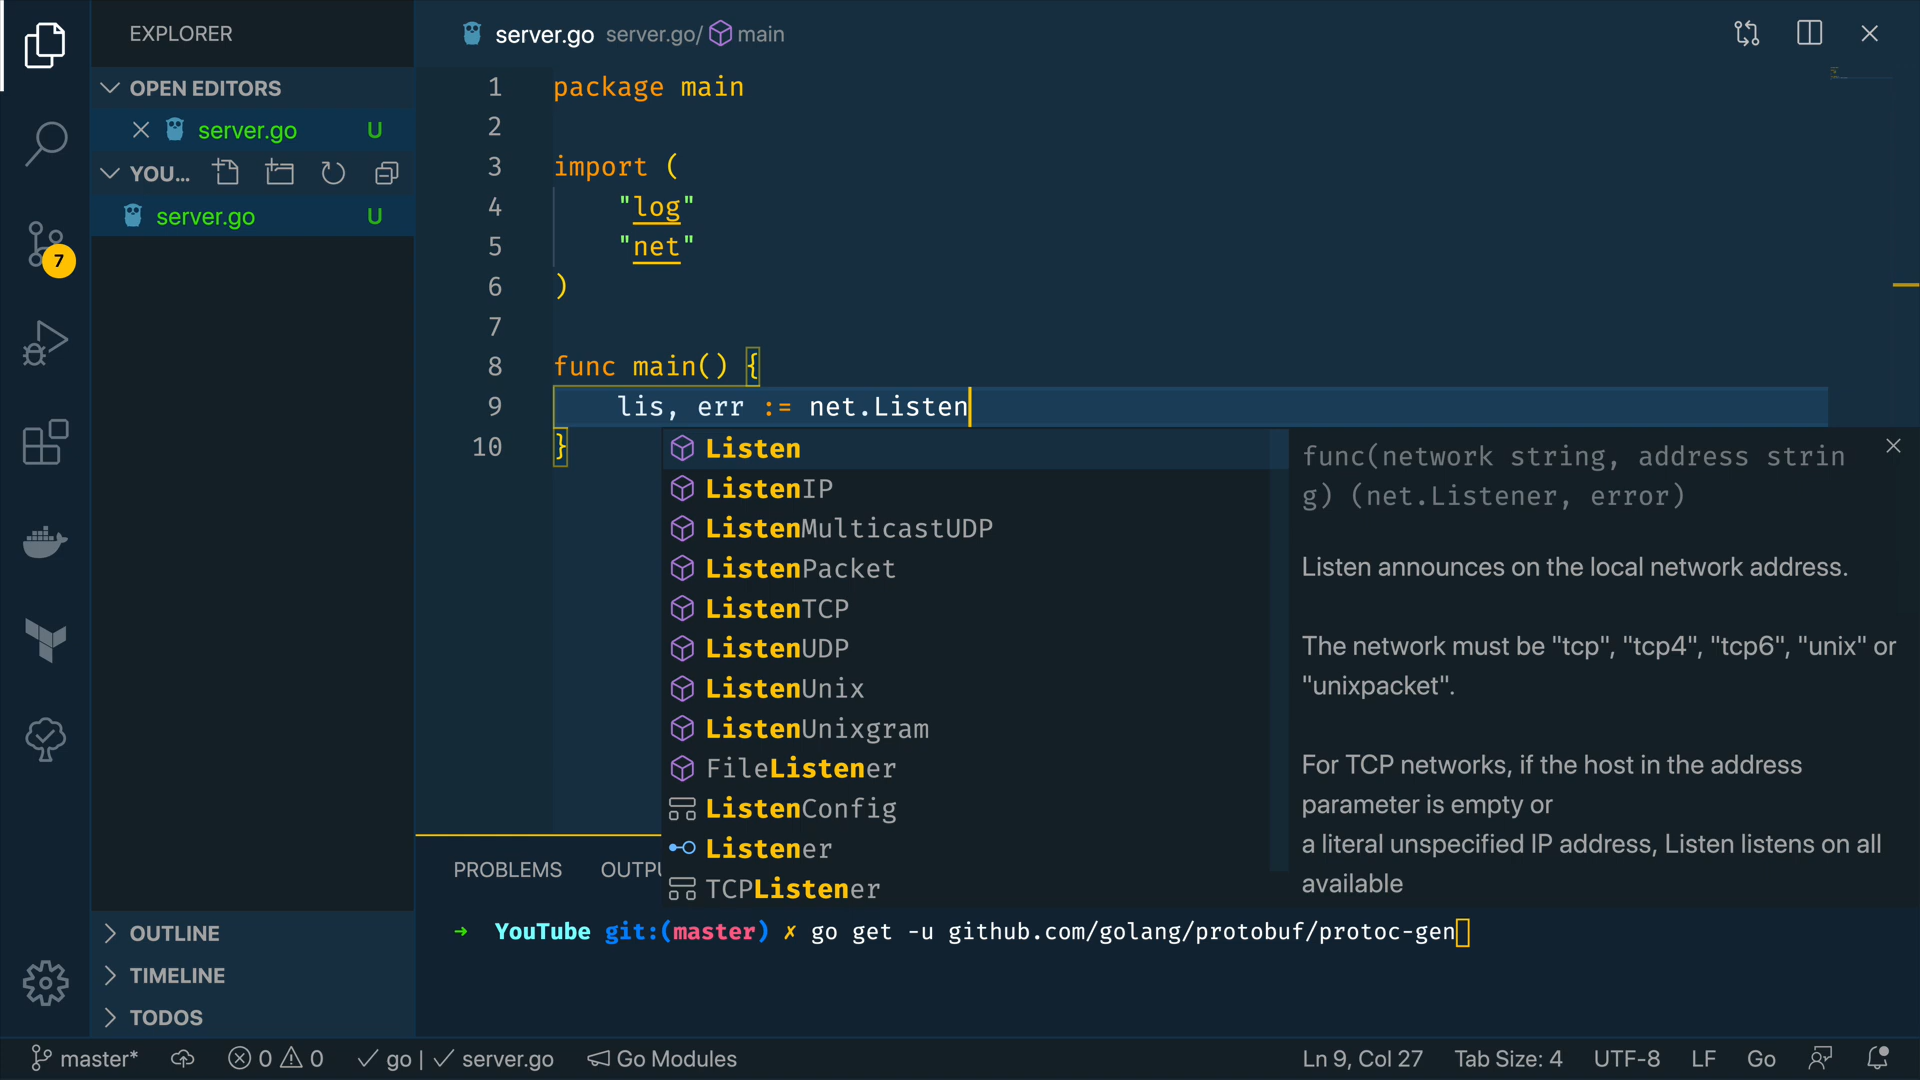 EXPLORER
OPEN EDITORS
server.go U
YOU...
server.go U
7
OUTLINE
TIMELINE
TODOS
server.go server.go/ main
1 package main
2
3 import (
4 "log"
5 "net"
6 )
7
8 func main() {
9 lis, err := net.Listen
10 }
Listen
ListenIP
ListenMulticastUDP
ListenPacket
ListenTCP
ListenUDP
ListenUnix
ListenUnixgram
FileListener
ListenConfig
Listener
TCPListener
func(network string, address strin
g) (net.Listener, error)
Listen announces on the local network address.
The network must be "tcp", "tcp4", "tcp6", "unix" or
"unixpacket".
For TCP networks, if the host in the address
parameter is empty or
a literal unspecified IP address, Listen listens on all
available
PROBLEMS OUTPU
➜ YouTube git:(master) ✗ go get -u github.com/golang/protobuf/protoc-gen
master* 0 0 ✓ go | ✓ server.go Go Modules Ln 9, Col 27 Tab Size: 4 UTF-8 LF Go